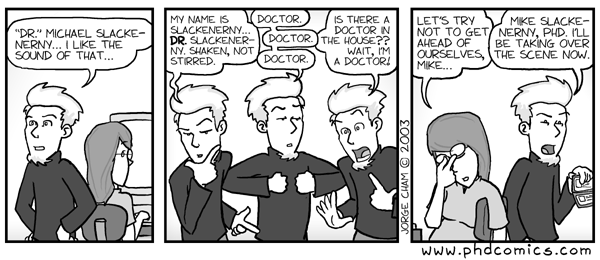 "DR." MICHAEL SLACKE-
NERNY... I LIKE THE
SOUND OF THAT...
MY NAME IS
SLACKENERNY...
DR. SLACKENER-
NY. SHAKEN, NOT
STIRRED.
DOCTOR.
DOCTOR.
DOCTOR.
IS THERE A
DOCTOR IN
THE HOUSE??
WAIT, I'M
A DOCTOR!
JORGE CHAM © 2003
LET'S TRY
NOT TO GET
AHEAD OF
OURSELVES,
MIKE...
MIKE SLACKE-
NERNY, PHD. I'LL
BE TAKING OVER
THE SCENE NOW.
www.phdcomics.com